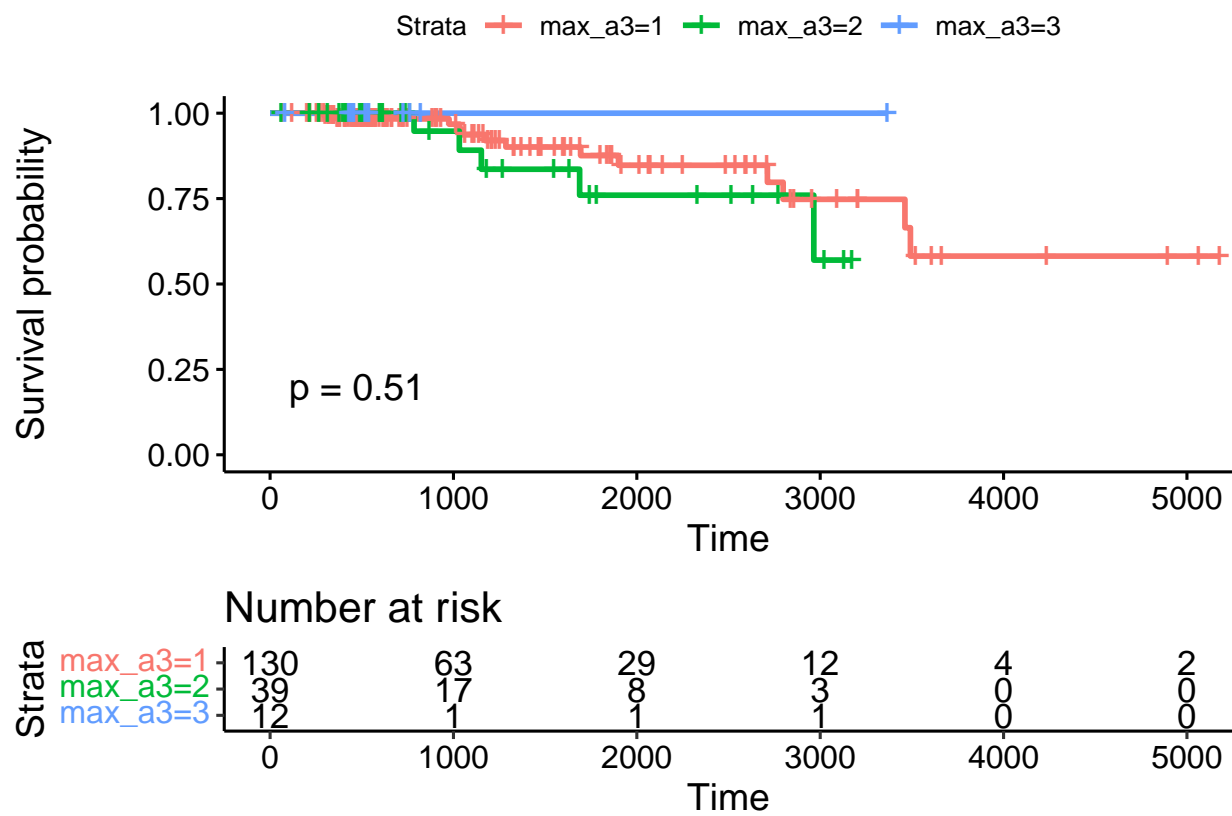 Strata max_a3=1 max_a3=2 max_a3=3
Survival probability
1.00
0.75
0.50
0.25
0.00
p = 0.51
0 1000 2000 3000 4000 5000
Time
Number at risk
Strata
max_a3=1 130 63 29 12 4 2
max_a3=2 39 17 8 3 0 0
max_a3=3 12 1 1 1 0 0
0 1000 2000 3000 4000 5000
Time